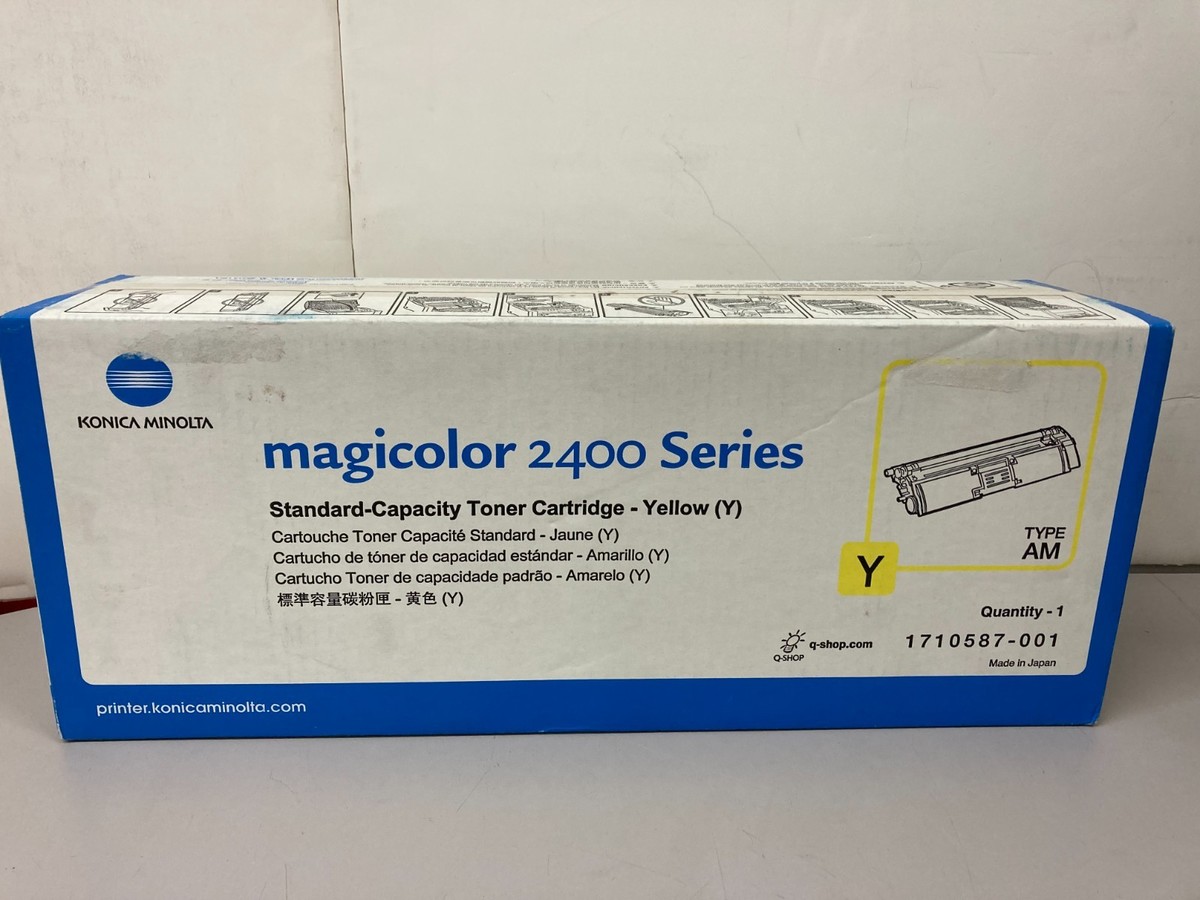 KONICA MINOLTA
magicolor 2400 Series
Standard-Capacity Toner Cartridge - Yellow (Y)
Cartouche Toner Capacité Standard - Jaune (Y)
Cartucho de tóner de capacidad estándar - Amarillo (Y)
Cartucho Toner de capacidade padrão - Amarelo (Y)
標準容量碳粉匣 - 黄色 (Y)
TYPE
AM
Y
Quantity - 1
Q-SHOP
q-shop.com
1710587-001
Made in Japan
printer.konicaminolta.com